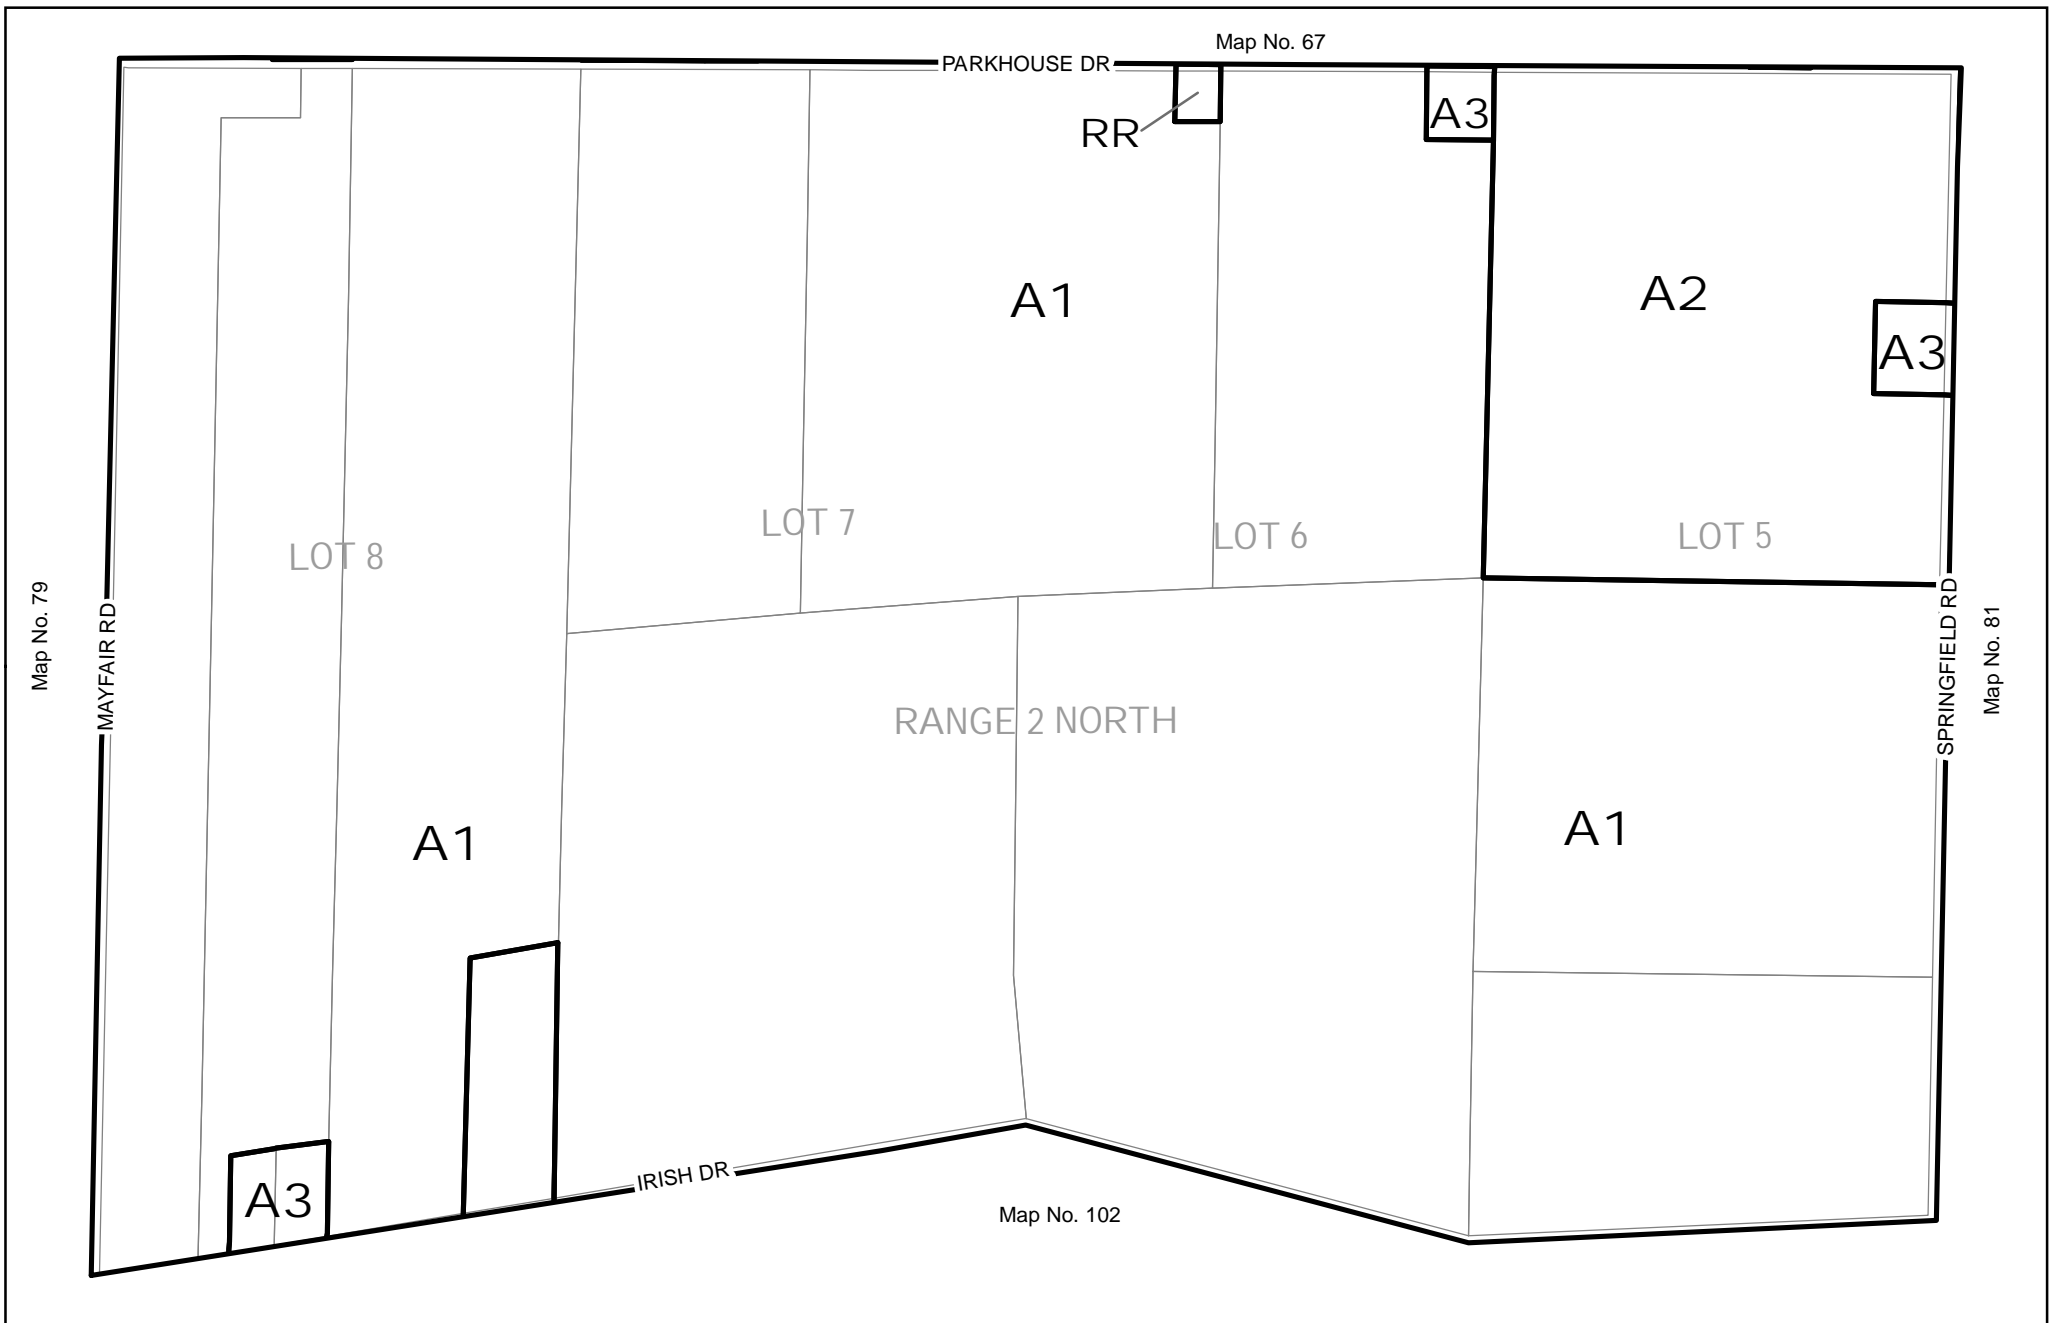 Map No. 67
PARKHOUSE DR
A3
RR
A1
A2
A3
LOT 7
LOT 6
LOT 5
LOT 8
Map No. 79
MAYFAIR RD
SPRINGFIELD RD
Map No. 81
RANGE 2 NORTH
A1
A1
A3
IRISH DR
Map No. 102